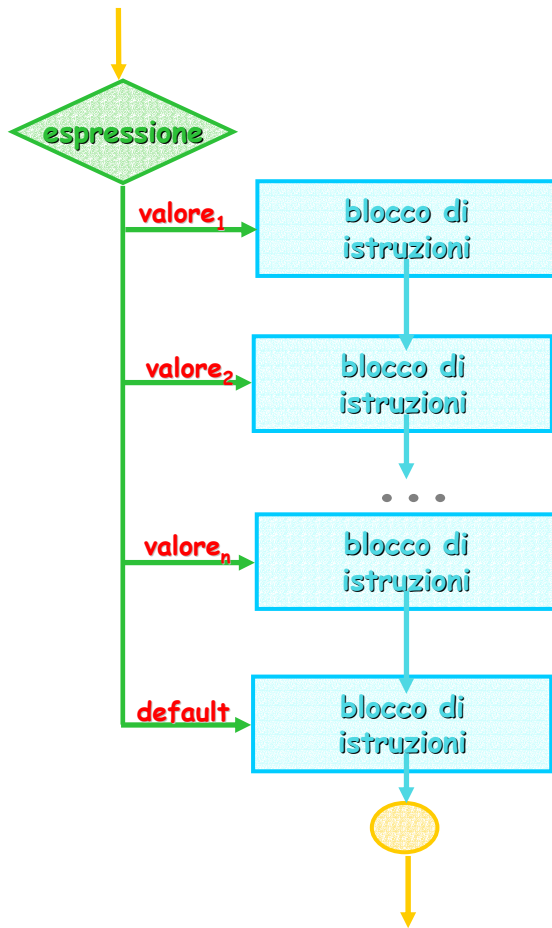 espressione
valore₁
blocco di
istruzioni
valore₂
blocco di
istruzioni
...
valoreₙ
blocco di
istruzioni
default
blocco di
istruzioni